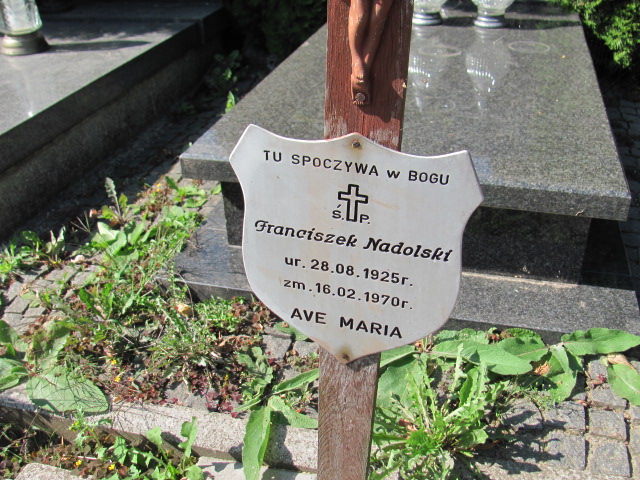 TU SPOCZYWA w BOGU
Ś. P.
Franciszek Nadolski
ur. 28.08.1925r.
zm. 16.02.1970r.
AVE MARIA